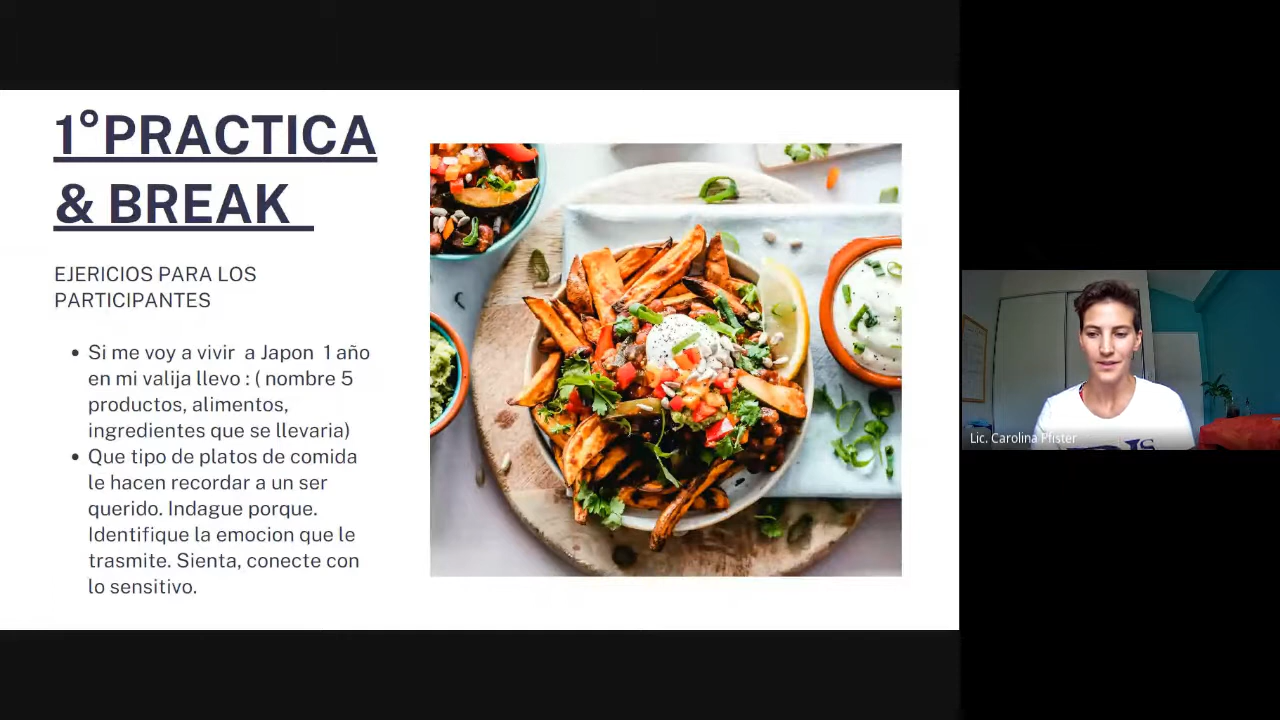 1°PRACTICA
& BREAK
EJERICIOS PARA LOS
PARTICIPANTES
• Si me voy a vivir a Japon 1 año
en mi valija llevo : ( nombre 5
productos, alimentos,
ingredientes que se llevaria)
• Que tipo de platos de comida
le hacen recordar a un ser
querido. Indague porque.
Identifique la emocion que le
trasmite. Sienta, conecte con
lo sensitivo.
Lic. Carolina Pfister